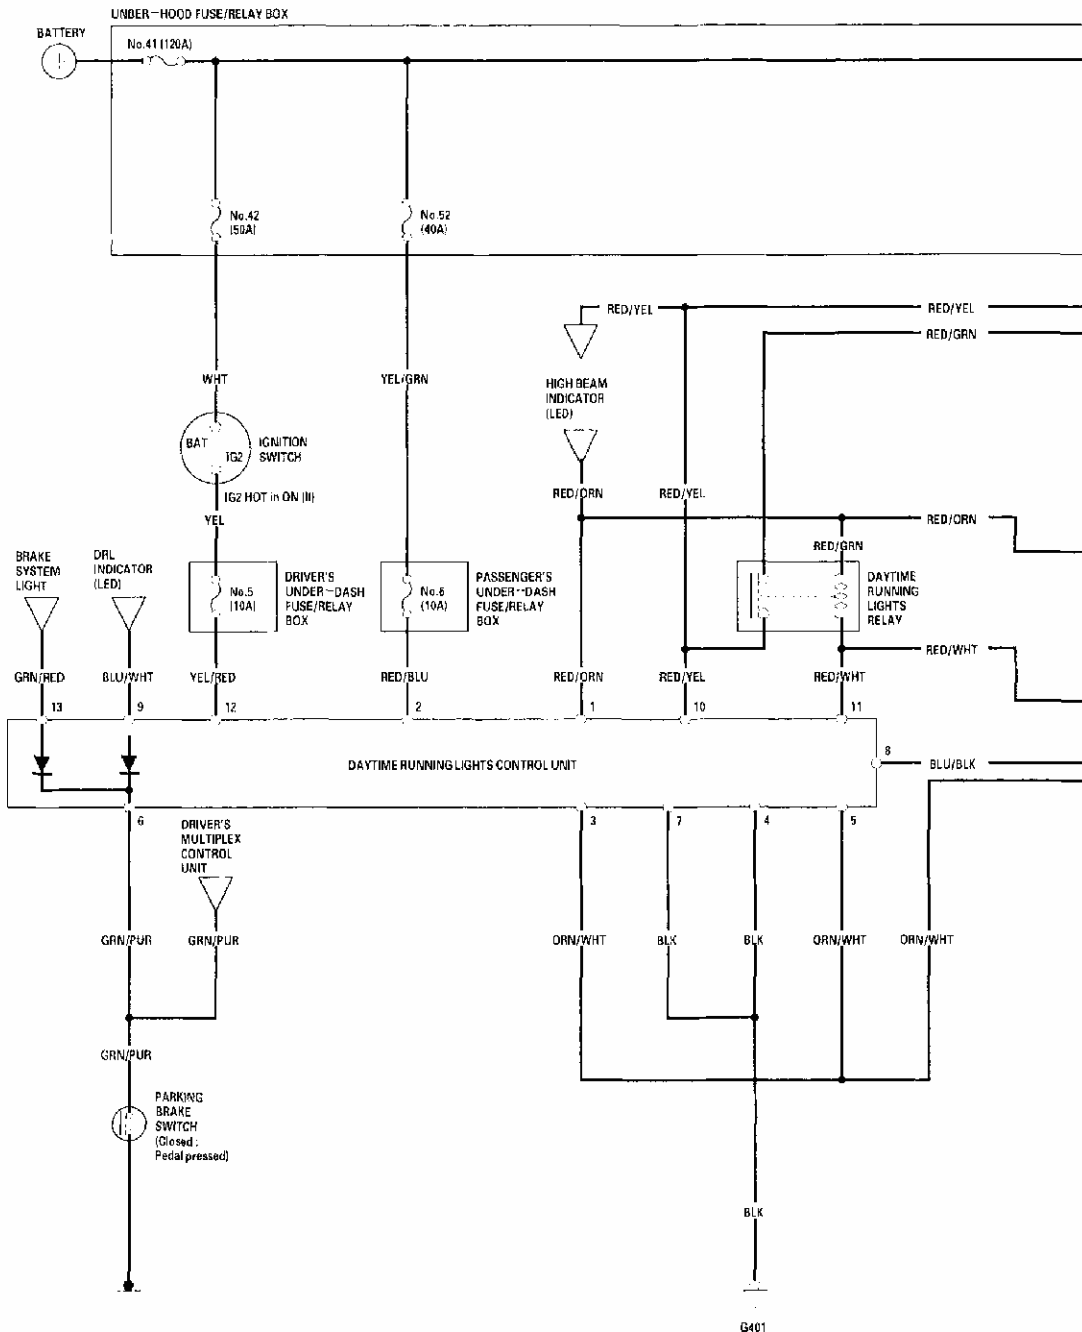 UNDER-HOOD FUSE/RELAY BOX
BATTERY
No.41 (120A)
No.42
(50A)
No.52
(40A)
RED/YEL
RED/YEL
RED/GRN
WHT
YEL/GRN
HIGH BEAM
INDICATOR
(LED)
BAT
IG2
IGNITION
SWITCH
IG2 HOT in ON (II)
RED/ORN
RED/YEL
YEL
RED/ORN
RED/GRN
BRAKE
SYSTEM
LIGHT
DRL
INDICATOR
(LED)
No.5
(10A)
DRIVER'S
UNDER-DASH
FUSE/RELAY
BOX
No.6
(10A)
PASSENGER'S
UNDER-DASH
FUSE/RELAY
BOX
DAYTIME
RUNNING
LIGHTS
RELAY
RED/WHT
GRN/RED
BLU/WHT
YEL/RED
RED/BLU
RED/ORN
RED/YEL
RED/WHT
13
9
12
2
1
10
11
DAYTIME RUNNING LIGHTS CONTROL UNIT
8
BLU/BLK
6
3
7
4
5
DRIVER'S
MULTIPLEX
CONTROL
UNIT
GRN/PUR
GRN/PUR
ORN/WHT
BLK
BLK
ORN/WHT
ORN/WHT
GRN/PUR
PARKING
BRAKE
SWITCH
(Closed :
Pedal pressed)
BLK
G401